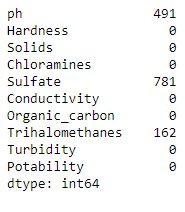 ph 491
Hardness 0
Solids 0
Chloramines 0
Sulfate 781
Conductivity 0
Organic_carbon 0
Trihalomethanes 162
Turbidity 0
Potability 0
dtype: int64